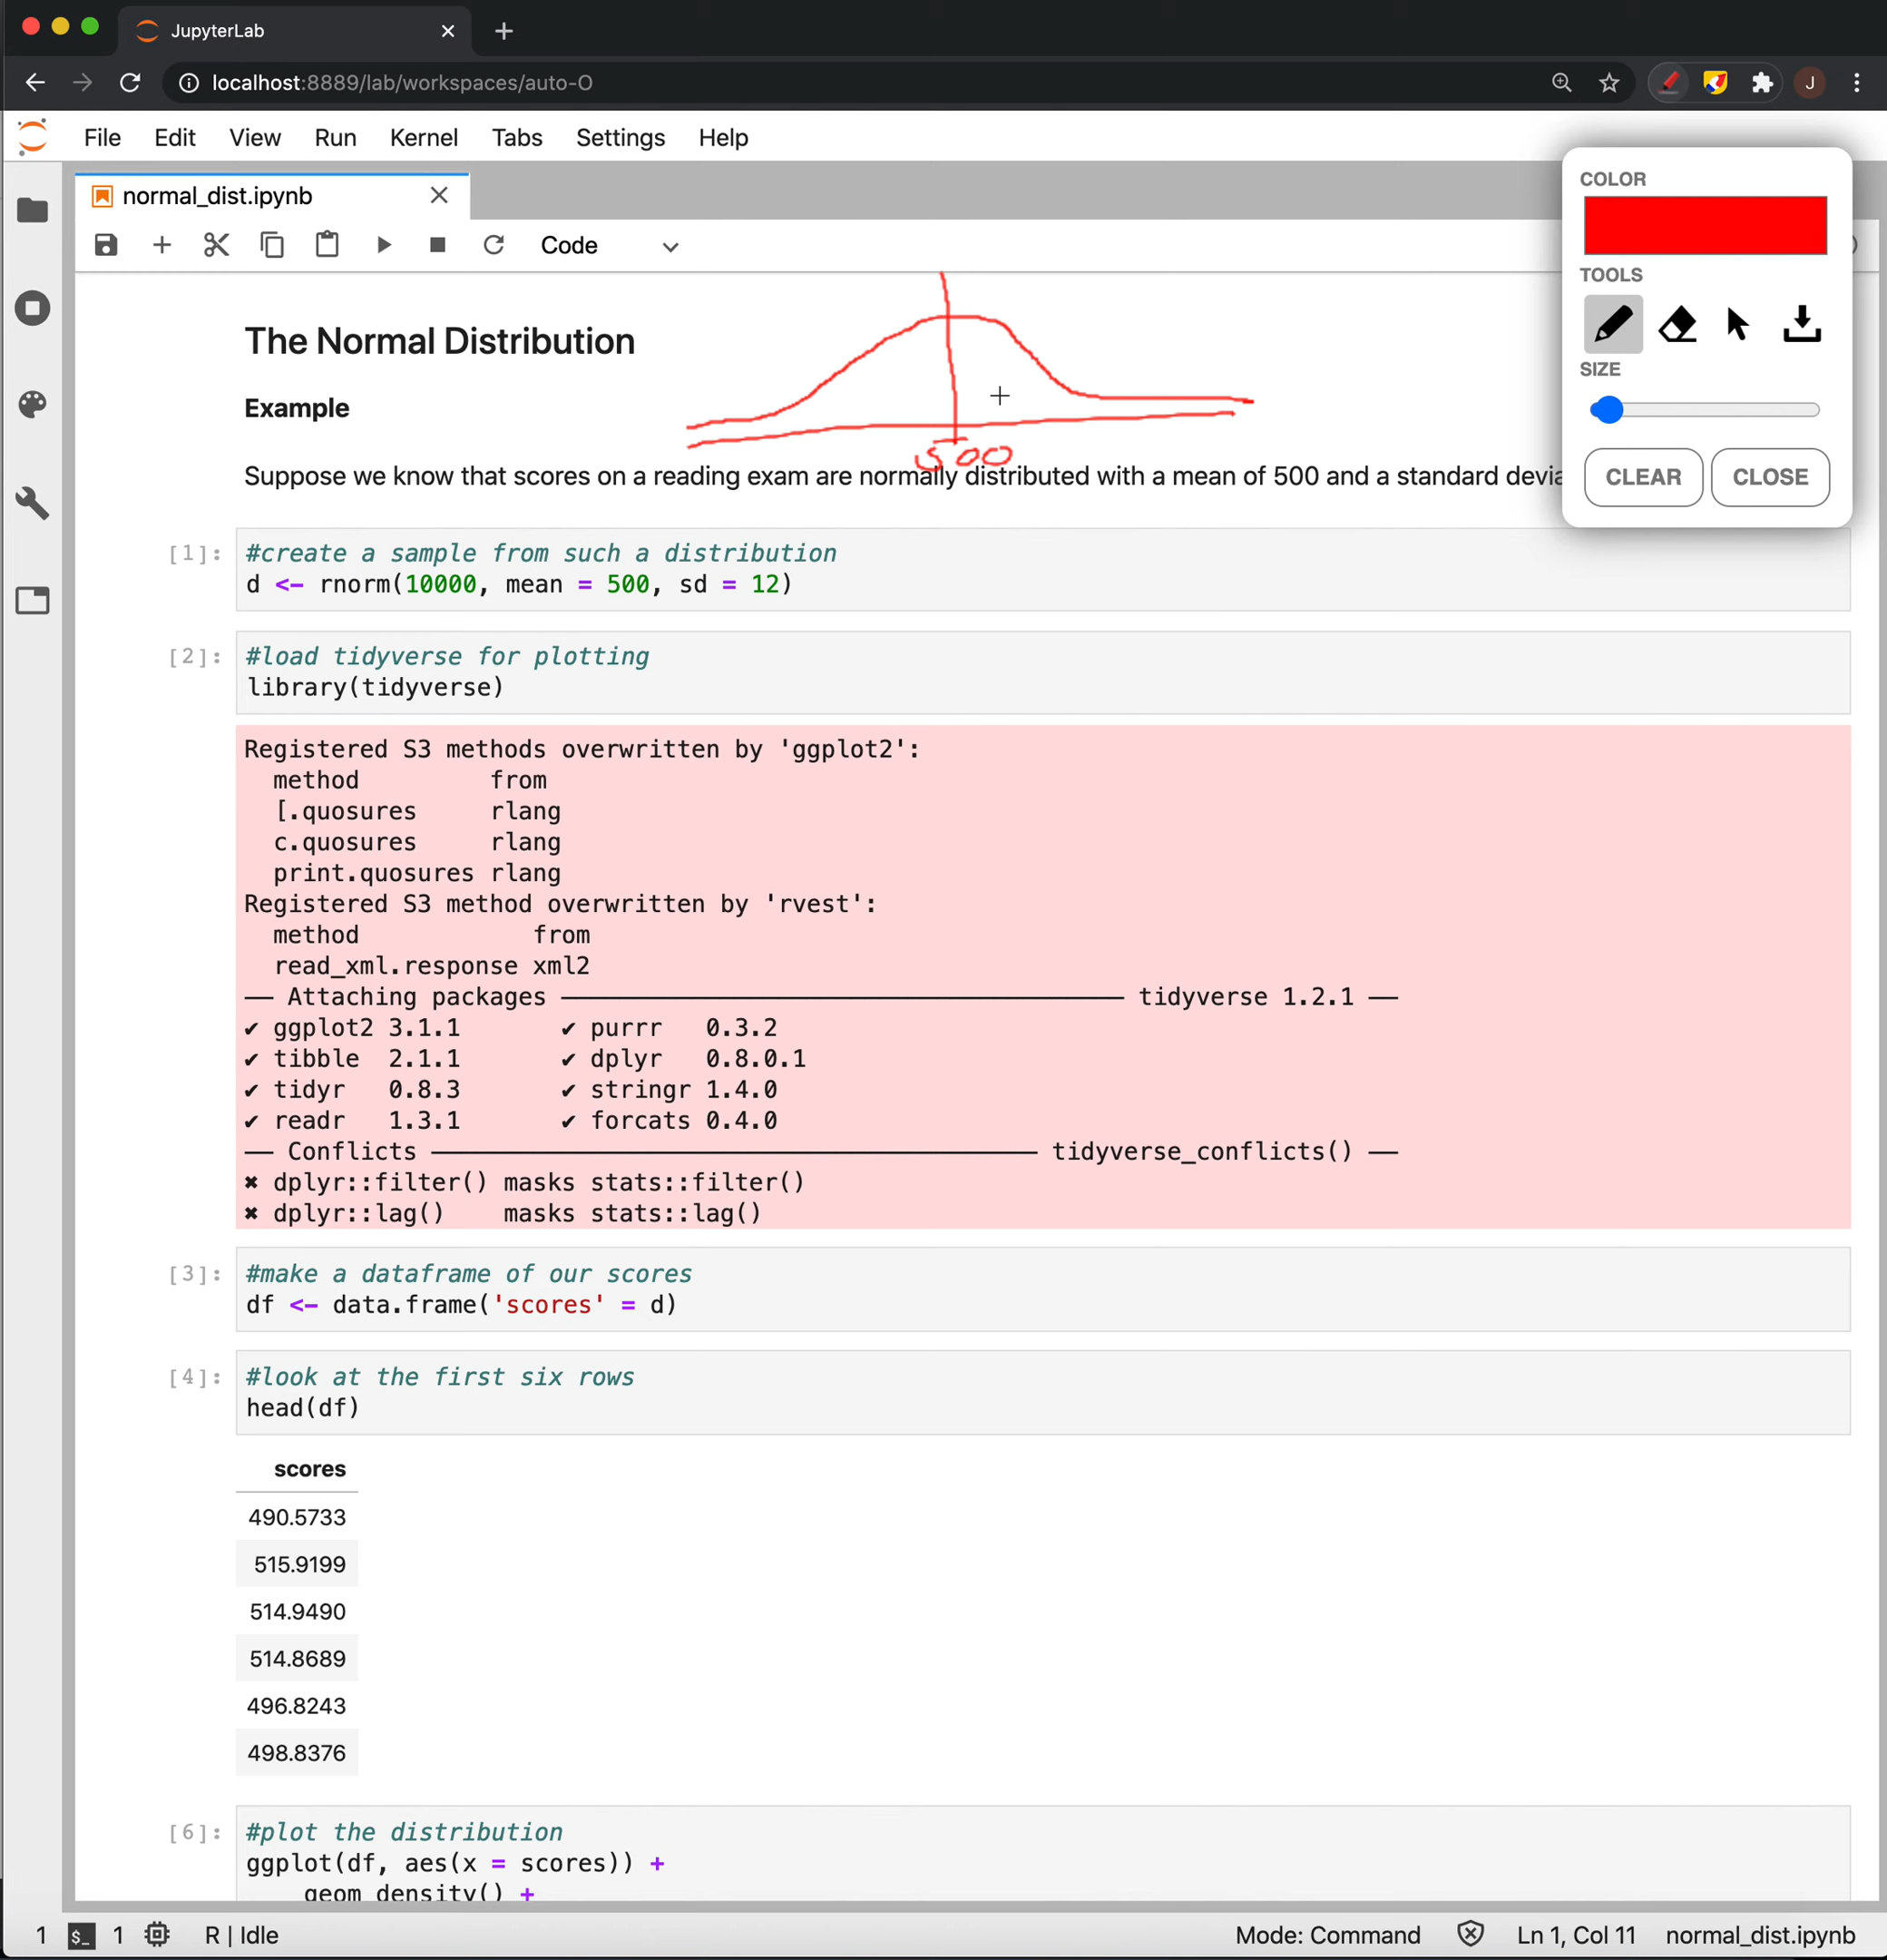 JupyterLab
localhost:8889/lab/workspaces/auto-O
J
File Edit View Run Kernel Tabs Settings Help
normal_dist.ipynb
Code
COLOR
TOOLS
SIZE
CLEAR CLOSE
The Normal Distribution
Example
500
Suppose we know that scores on a reading exam are normally distributed with a mean of 500 and a standard devia
[1]: #create a sample from such a distribution
d <- rnorm(10000, mean = 500, sd = 12)
[2]: #load tidyverse for plotting
library(tidyverse)
Registered S3 methods overwritten by 'ggplot2':
method from
[.quosures rlang
c.quosures rlang
print.quosures rlang
Registered S3 method overwritten by 'rvest':
method from
read_xml.response xml2
── Attaching packages ─────────────────────────────────────── tidyverse 1.2.1 ──
✔ ggplot2 3.1.1 ✔ purrr 0.3.2
✔ tibble 2.1.1 ✔ dplyr 0.8.0.1
✔ tidyr 0.8.3 ✔ stringr 1.4.0
✔ readr 1.3.1 ✔ forcats 0.4.0
── Conflicts ────────────────────────────────────────── tidyverse_conflicts() ──
✖ dplyr::filter() masks stats::filter()
✖ dplyr::lag() masks stats::lag()
[3]: #make a dataframe of our scores
df <- data.frame('scores' = d)
[4]: #look at the first six rows
head(df)
scores
490.5733
515.9199
514.9490
514.8689
496.8243
498.8376
[6]: #plot the distribution
ggplot(df, aes(x = scores)) +
geom_density() +
1 $_ 1 R | Idle Mode: Command Ln 1, Col 11 normal_dist.ipynb